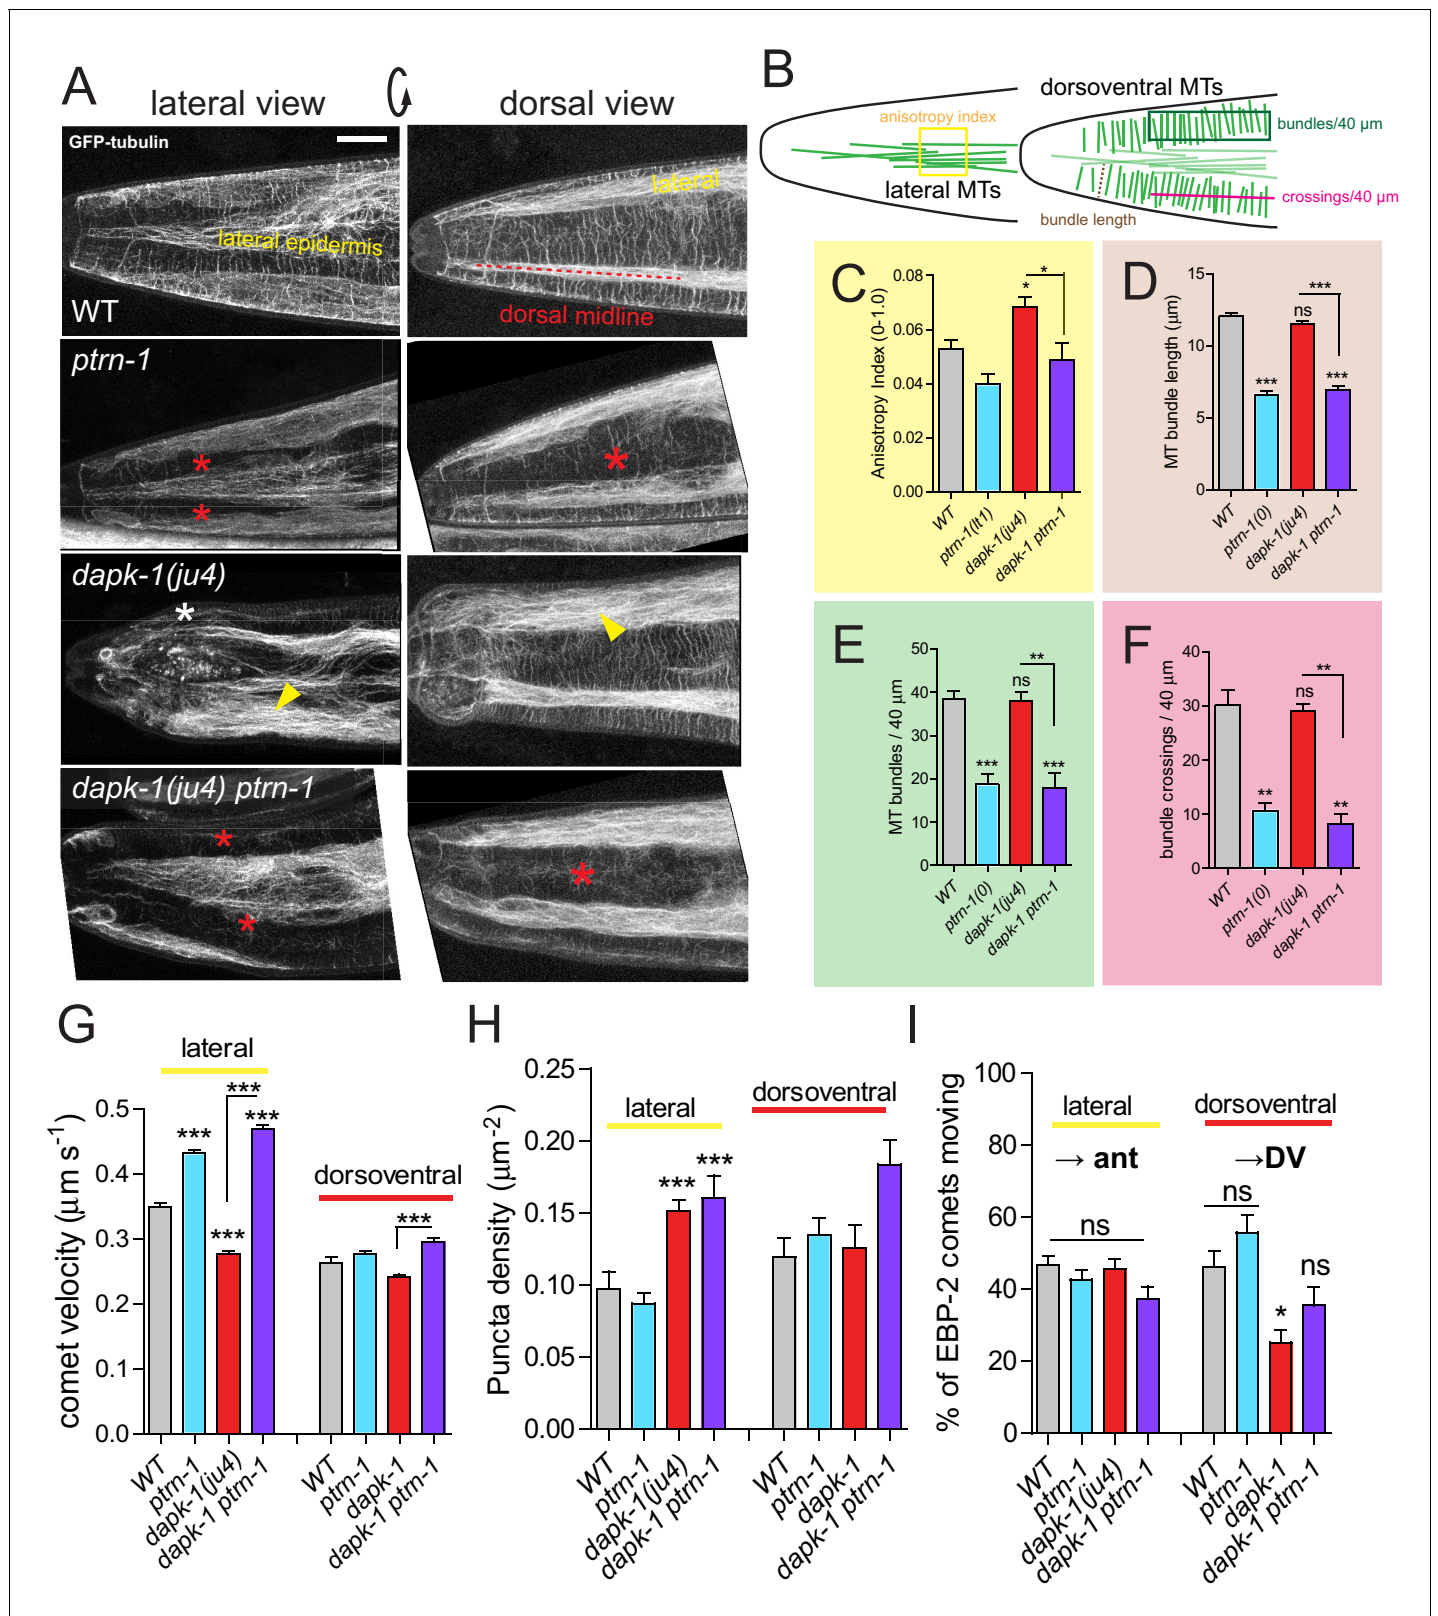 A
lateral view
dorsal view
GFP-tubulin
lateral epidermis
WT
lateral
dorsal midline
ptrn-1
*
*
*
dapk-1(ju4)
*
dapk-1(ju4) ptrn-1
*
*
*
B
dorsoventral MTs
anisotropy index
bundles/40 µm
lateral MTs
crossings/40 µm
bundle length
C
Anisotropy Index (0-1.0)
0.08
0.06
0.04
0.02
0.00
*
*
WT
ptrn-1(lt1)
dapk-1(ju4)
dapk-1 ptrn-1
D
MT bundle length (µm)
15
10
5
0
***
ns
***
***
WT
ptrn-1(0)
dapk-1(ju4)
dapk-1 ptrn-1
E
MT bundles / 40 µm
50
40
30
20
10
0
**
ns
***
***
WT
ptrn-1(0)
dapk-1(ju4)
dapk-1 ptrn-1
F
bundle crossings / 40 µm
40
30
20
10
0
**
ns
**
**
WT
ptrn-1(0)
dapk-1(ju4)
dapk-1 ptrn-1
G
lateral
***
***
***
***
dorsoventral
***
comet velocity (µm s-1)
0.5
0.4
0.3
0.2
0.1
0.0
WT
ptrn-1
dapk-1(ju4)
dapk-1 ptrn-1
WT
ptrn-1
dapk-1
dapk-1 ptrn-1
H
Puncta density (µm-2)
0.25
0.20
0.15
0.10
0.05
0.00
lateral
dorsoventral
***
***
WT
ptrn-1
dapk-1(ju4)
dapk-1 ptrn-1
WT
ptrn-1
dapk-1
dapk-1 ptrn-1
I
% of EBP-2 comets moving
100
80
60
40
20
0
lateral
→ ant
dorsoventral
→DV
ns
ns
*
ns
WT
ptrn-1
dapk-1(ju4)
dapk-1 ptrn-1
WT
ptrn-1
dapk-1
dapk-1 ptrn-1